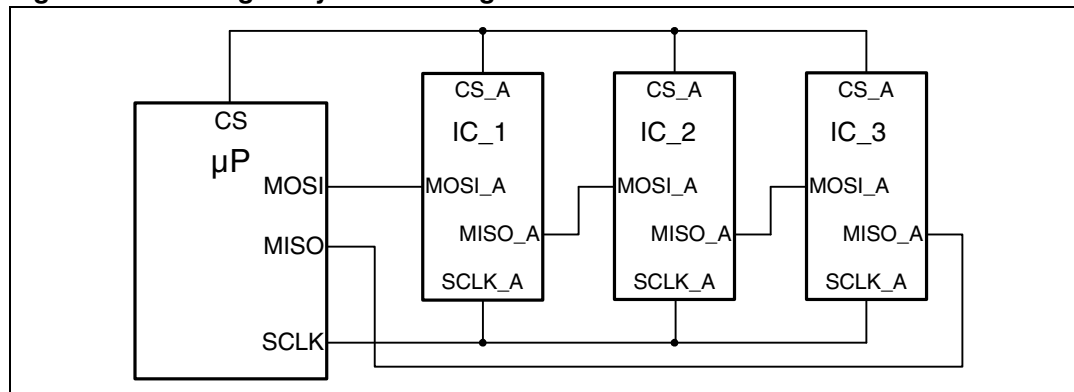 CS
µP
MOSI
MISO
SCLK
CS_A
IC_1
MOSI_A
MISO_A
SCLK_A
CS_A
IC_2
MOSI_A
MISO_A
SCLK_A
CS_A
IC_3
MOSI_A
MISO_A
SCLK_A